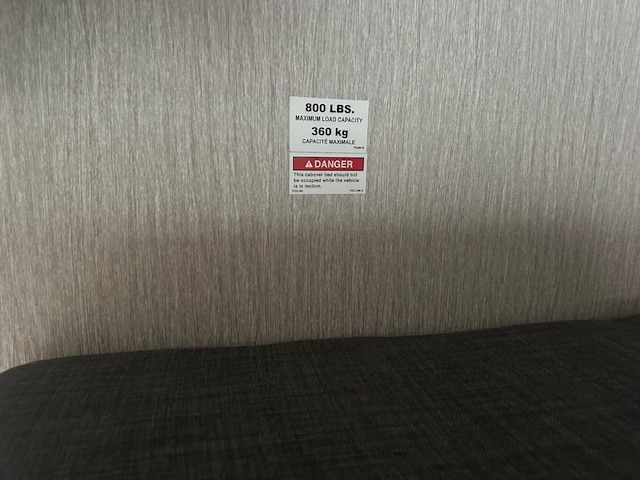 800 LBS.
MAXIMUM LOAD CAPACITY
360 kg
CAPACITÉ MAXIMALE
DANGER
This cabover bed should not
be occupied while the vehicle
is in motion.